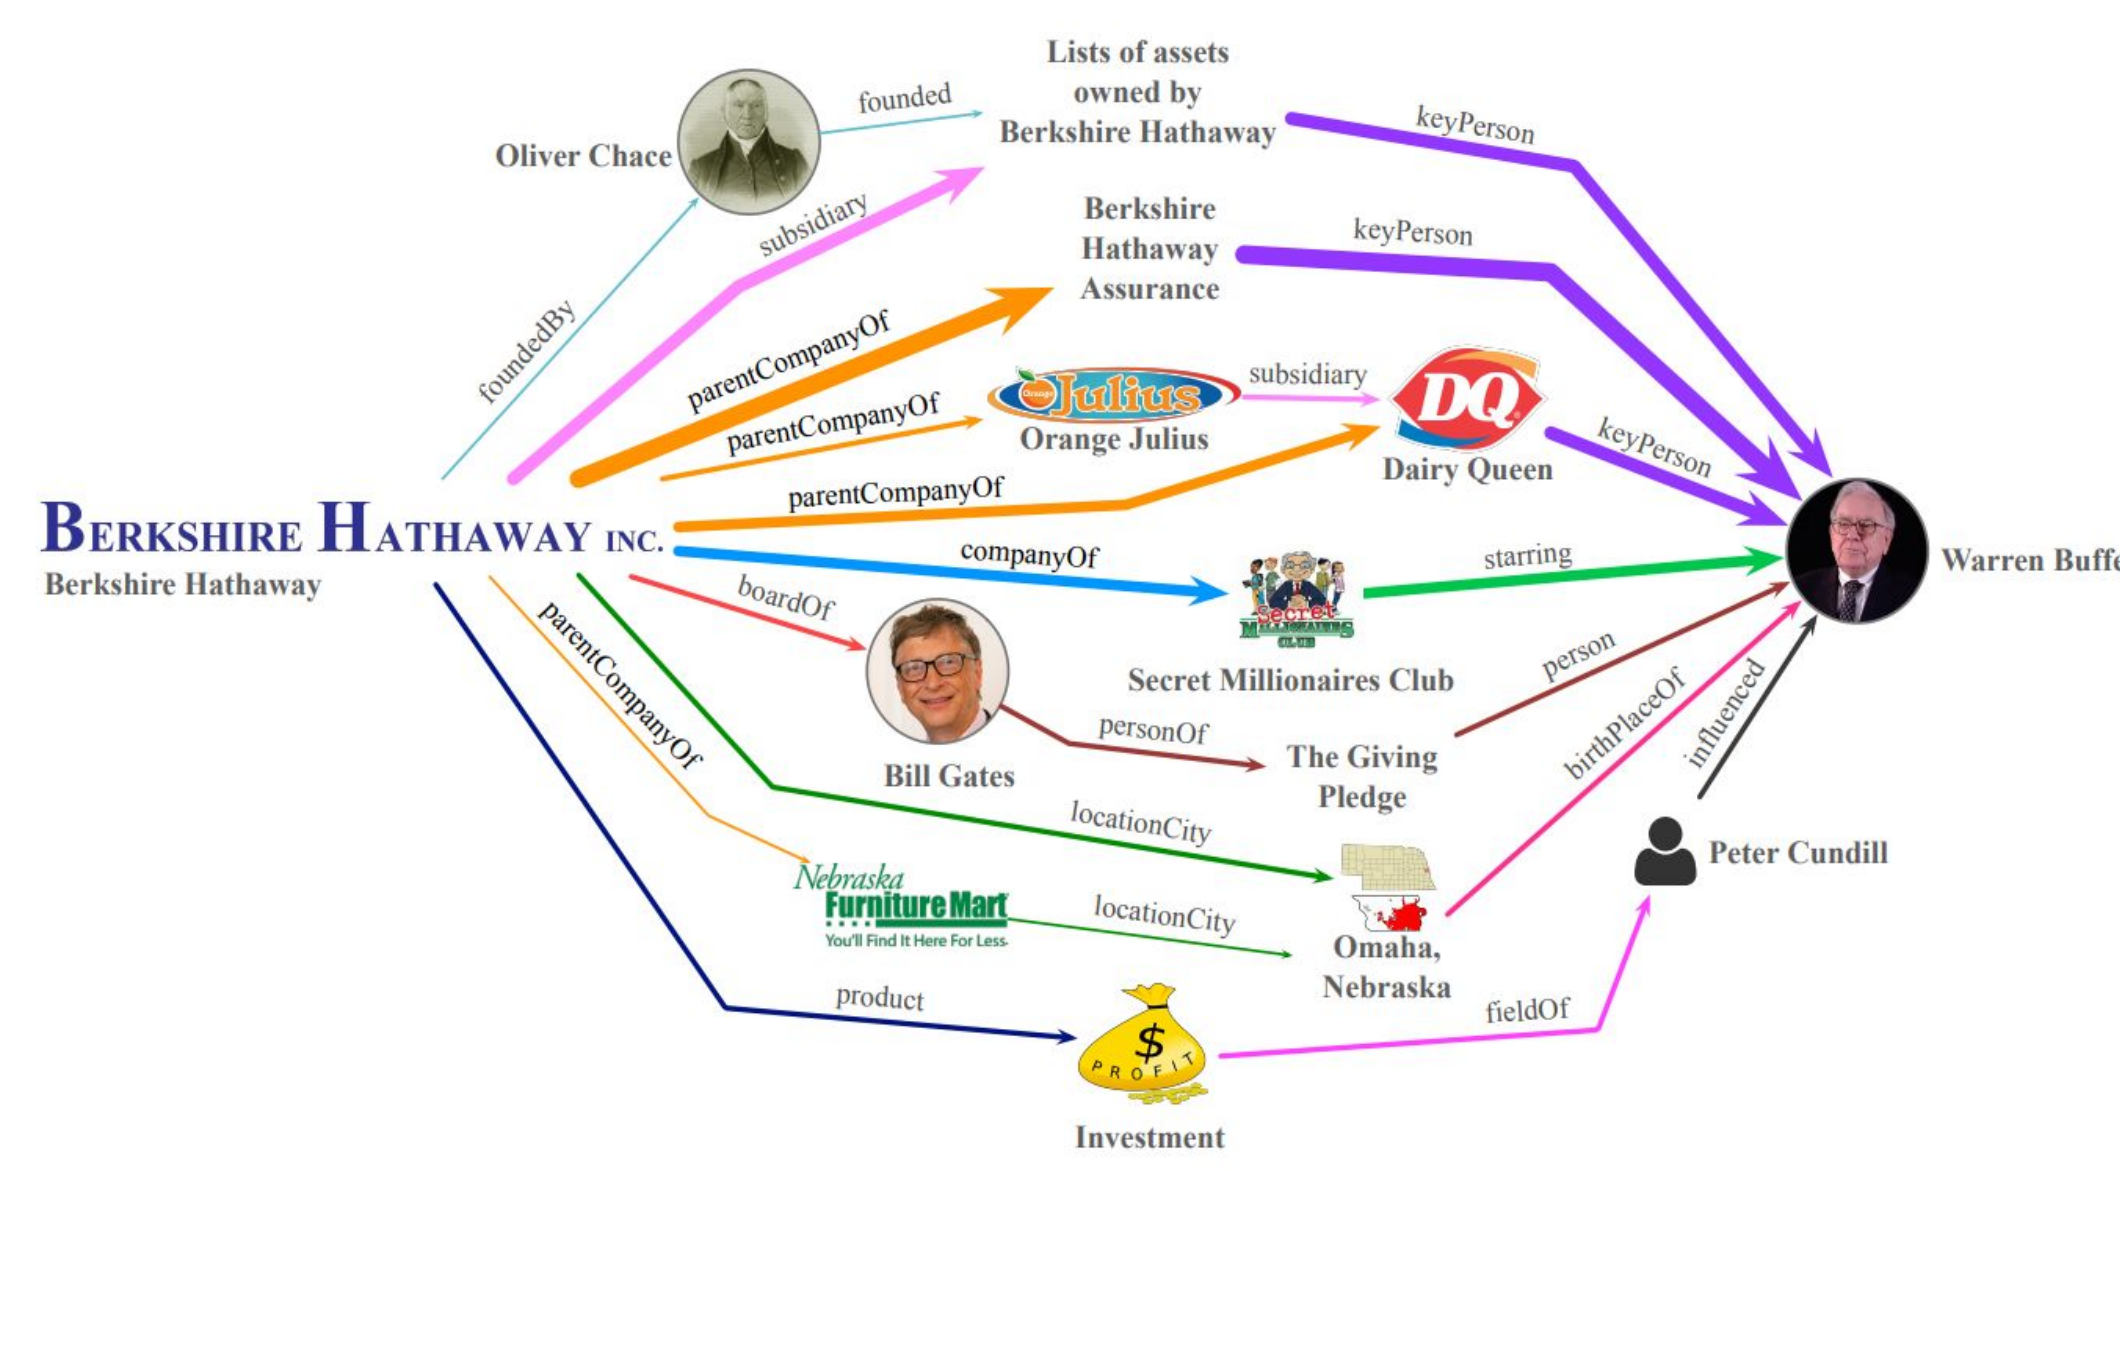 Lists of assets
owned by
Berkshire Hathaway
founded
keyPerson
Oliver Chace
subsidiary
Berkshire
Hathaway
Assurance
keyPerson
foundedBy
parentCompanyOf
Orange
Julius
Orange Julius
subsidiary
DQ
Dairy Queen
keyPerson
parentCompanyOf
parentCompanyOf
BERKSHIRE HATHAWAY INC.
Berkshire Hathaway
companyOf
Secret
MILLIONAIRES
CLUB
Secret Millionaires Club
starring
Warren Buffe
boardOf
parentCompanyOf
Bill Gates
personOf
The Giving
Pledge
person
birthPlaceOf
influenced
locationCity
Peter Cundill
Nebraska
Furniture Mart
You'll Find It Here For Less.
locationCity
Omaha,
Nebraska
product
$
PROFIT
fieldOf
Investment